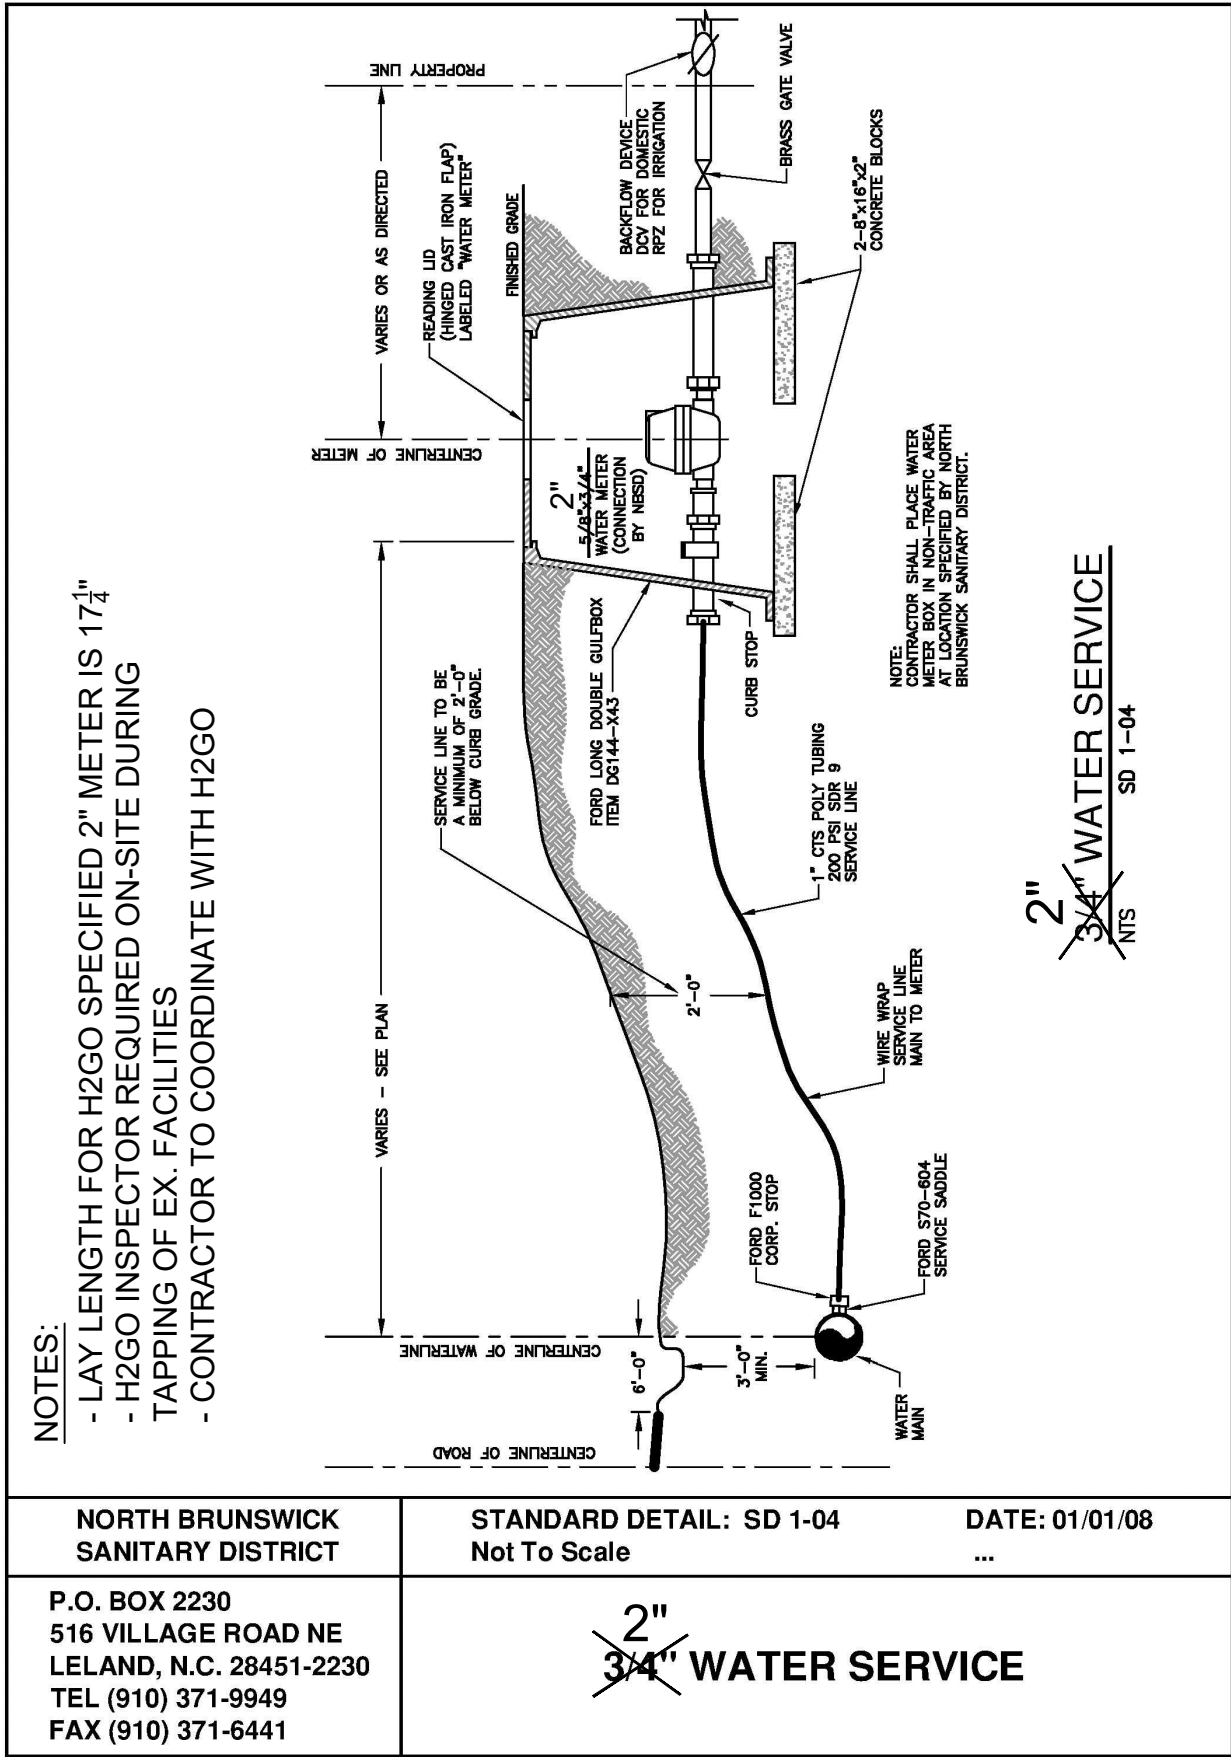 NOTES:
- LAY LENGTH FOR H2GO SPECIFIED 2" METER IS 17 1/4"
- H2GO INSPECTOR REQUIRED ON-SITE DURING
TAPPING OF EX. FACILITIES
- CONTRACTOR TO COORDINATE WITH H2GO
CENTERLINE OF ROAD
CENTERLINE OF WATERLINE
CENTERLINE OF METER
PROPERTY LINE
VARIES - SEE PLAN
VARIES OR AS DIRECTED
6'-0"
3'-0"
MIN.
WATER
MAIN
FORD F1000
CORP. STOP
FORD S70-604
SERVICE SADDLE
WIRE WRAP
SERVICE LINE
MAIN TO METER
2'-0"
SERVICE LINE TO BE
A MINIMUM OF 2'-0"
BELOW CURB GRADE.
1" CTS POLY TUBING
200 PSI SDR 9
SERVICE LINE
FORD LONG DOUBLE GULFBOX
ITEM DG144-X43
CURB STOP
2"
5/8"x3/4"
WATER METER
(CONNECTION
BY NBSD)
READING LID
(HINGED CAST IRON FLAP)
LABELED "WATER METER"
FINISHED GRADE
BACKFLOW DEVICE
DCV FOR DOMESTIC
RPZ FOR IRRIGATION
BRASS GATE VALVE
2-8"x16"x2"
CONCRETE BLOCKS
NOTE:
CONTRACTOR SHALL PLACE WATER
METER BOX IN NON-TRAFFIC AREA
AT LOCATION SPECIFIED BY NORTH
BRUNSWICK SANITARY DISTRICT.
2"
3/4" WATER SERVICE
NTS SD 1-04
NORTH BRUNSWICK
SANITARY DISTRICT
STANDARD DETAIL: SD 1-04 DATE: 01/01/08
Not To Scale ...
P.O. BOX 2230
516 VILLAGE ROAD NE
LELAND, N.C. 28451-2230
TEL (910) 371-9949
FAX (910) 371-6441
2"
3/4" WATER SERVICE